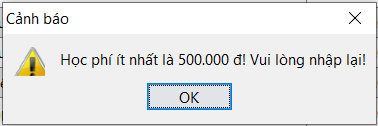 Cảnh báo
Học phí ít nhất là 500.000 đ! Vui lòng nhập lại!
OK